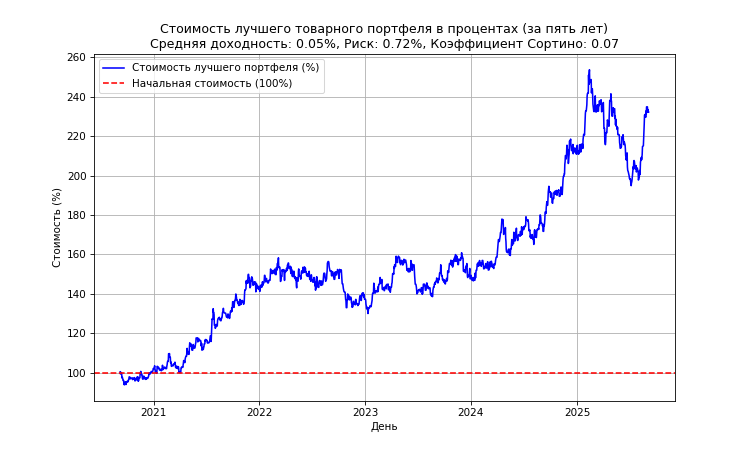 Стоимость лучшего товарного портфеля в процентах (за пять лет)
Средняя доходность: 0.05%, Риск: 0.72%, Коэффициент Сортино: 0.07
Стоимость лучшего портфеля (%)
Начальная стоимость (100%)
Стоимость (%)
260
240
220
200
180
160
140
120
100
2021 2022 2023 2024 2025
День